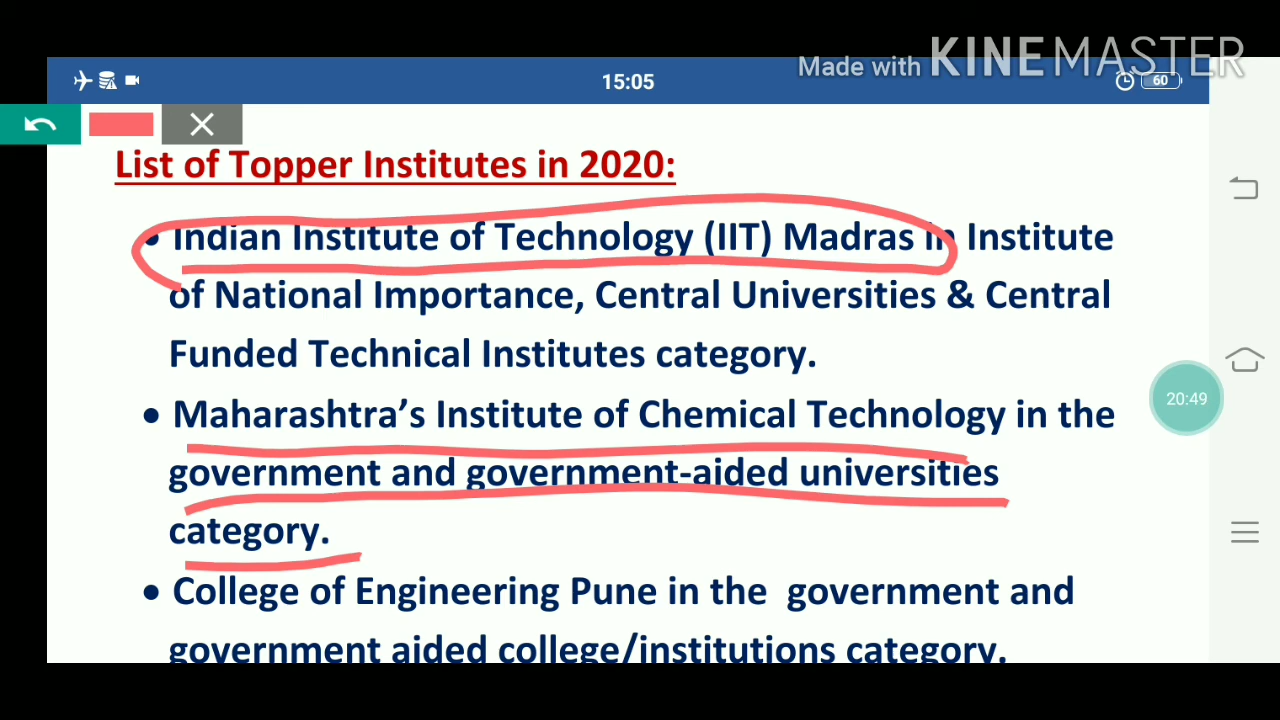 Made with KINEMASTER
15:05
60
List of Topper Institutes in 2020:
• Indian Institute of Technology (IIT) Madras in Institute
of National Importance, Central Universities & Central
Funded Technical Institutes category.
• Maharashtra’s Institute of Chemical Technology in the
government and government-aided universities
category.
20:49
• College of Engineering Pune in the government and
government aided college/institutions category.